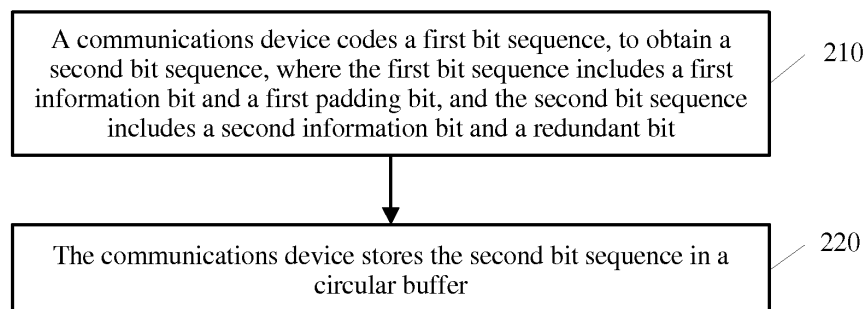 A communications device codes a first bit sequence, to obtain a
second bit sequence, where the first bit sequence includes a first
information bit and a first padding bit, and the second bit sequence
includes a second information bit and a redundant bit
210
The communications device stores the second bit sequence in a
circular buffer
220